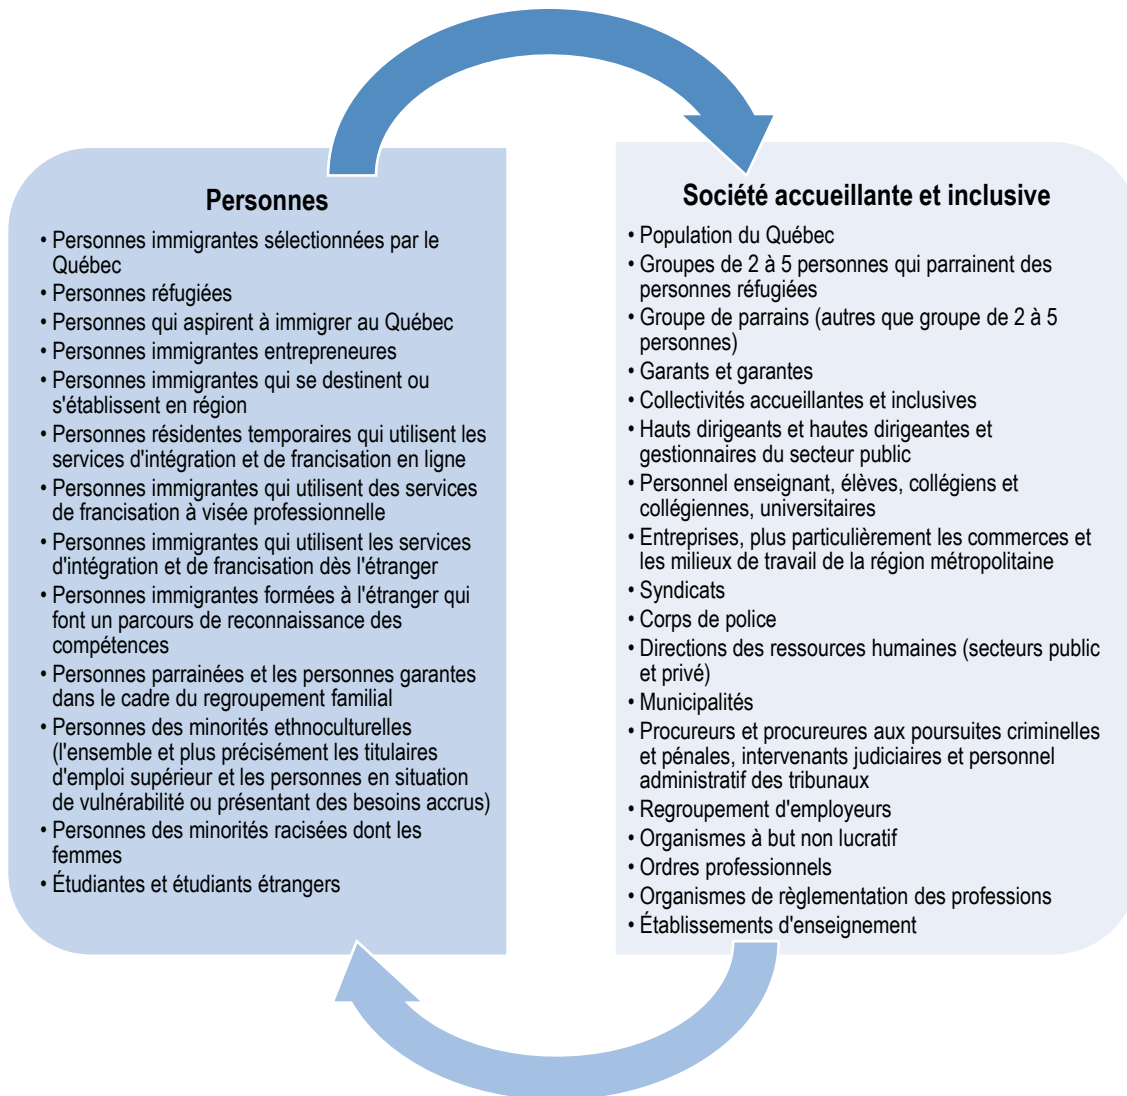 Personnes
• Personnes immigrantes sélectionnées par le
Québec
• Personnes réfugiées
• Personnes qui aspirent à immigrer au Québec
• Personnes immigrantes entrepreneures
• Personnes immigrantes qui se destinent ou
s'établissent en région
• Personnes résidentes temporaires qui utilisent les
services d'intégration et de francisation en ligne
• Personnes immigrantes qui utilisent des services
de francisation à visée professionnelle
• Personnes immigrantes qui utilisent les services
d'intégration et de francisation dès l'étranger
• Personnes immigrantes formées à l'étranger qui
font un parcours de reconnaissance des
compétences
• Personnes parrainées et les personnes garantes
dans le cadre du regroupement familial
• Personnes des minorités ethnoculturelles
(l'ensemble et plus précisément les titulaires
d'emploi supérieur et les personnes en situation
de vulnérabilité ou présentant des besoins accrus)
• Personnes des minorités racisées dont les
femmes
• Étudiantes et étudiants étrangers
Société accueillante et inclusive
• Population du Québec
• Groupes de 2 à 5 personnes qui parrainent des
personnes réfugiées
• Groupe de parrains (autres que groupe de 2 à 5
personnes)
• Garants et garantes
• Collectivités accueillantes et inclusives
• Hauts dirigeants et hautes dirigeantes et
gestionnaires du secteur public
• Personnel enseignant, élèves, collégiens et
collégiennes, universitaires
• Entreprises, plus particulièrement les commerces et
les milieux de travail de la région métropolitaine
• Syndicats
• Corps de police
• Directions des ressources humaines (secteurs public
et privé)
• Municipalités
• Procureurs et procureures aux poursuites criminelles
et pénales, intervenants judiciaires et personnel
administratif des tribunaux
• Regroupement d'employeurs
• Organismes à but non lucratif
• Ordres professionnels
• Organismes de règlementation des professions
• Établissements d'enseignement